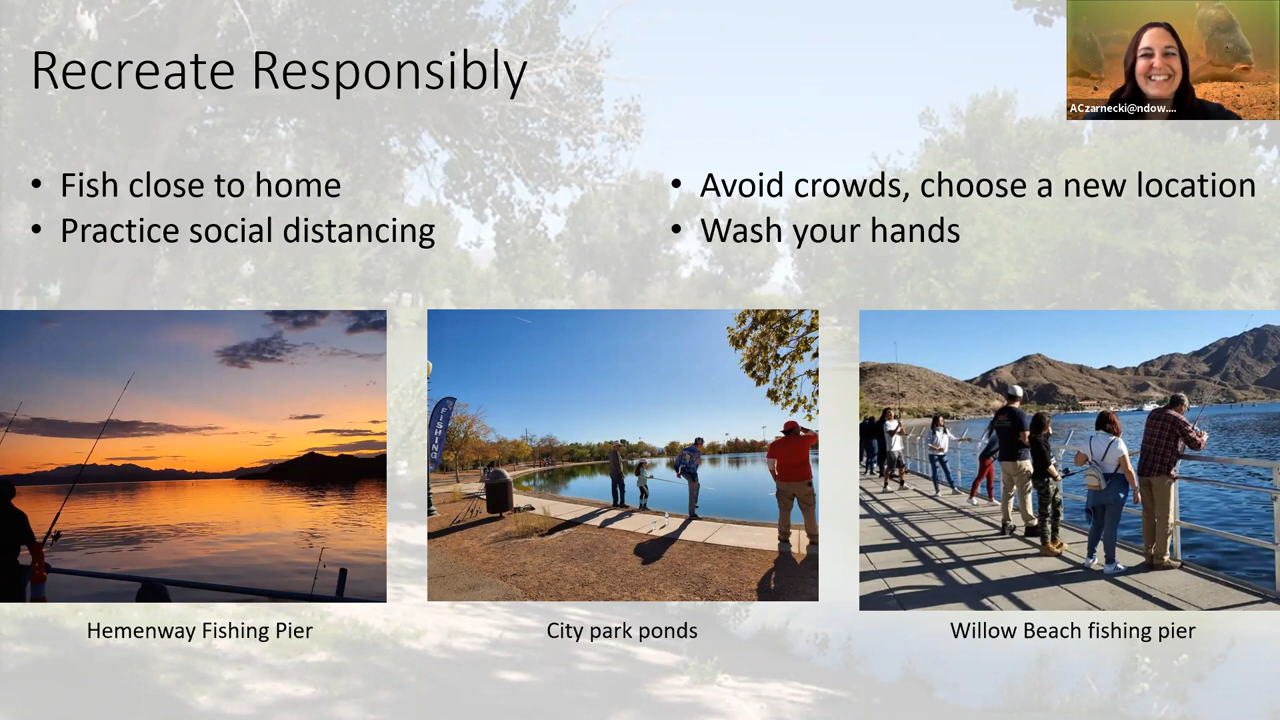 Recreate Responsibly
ACzarnecki@ndow....
• Fish close to home
• Practice social distancing
• Avoid crowds, choose a new location
• Wash your hands
FISHING
Hemenway Fishing Pier
City park ponds
Willow Beach fishing pier